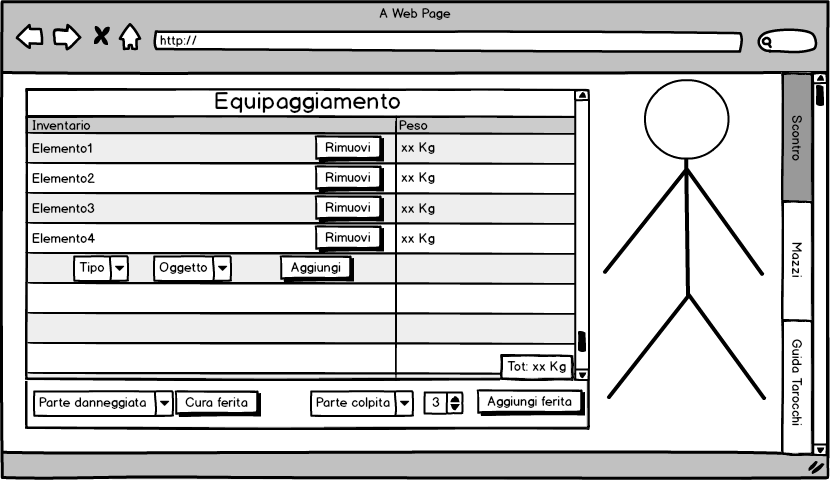 A Web Page
http://
Equipaggiamento
Inventario Peso
Elemento1 Rimuovi xx Kg
Elemento2 Rimuovi xx Kg
Elemento3 Rimuovi xx Kg
Elemento4 Rimuovi xx Kg
Tipo Oggetto Aggiungi
Tot: xx Kg
Parte danneggiata Cura ferita Parte colpita 3 Aggiungi ferita
Scontro
Mazzi
Guida Tarocchi